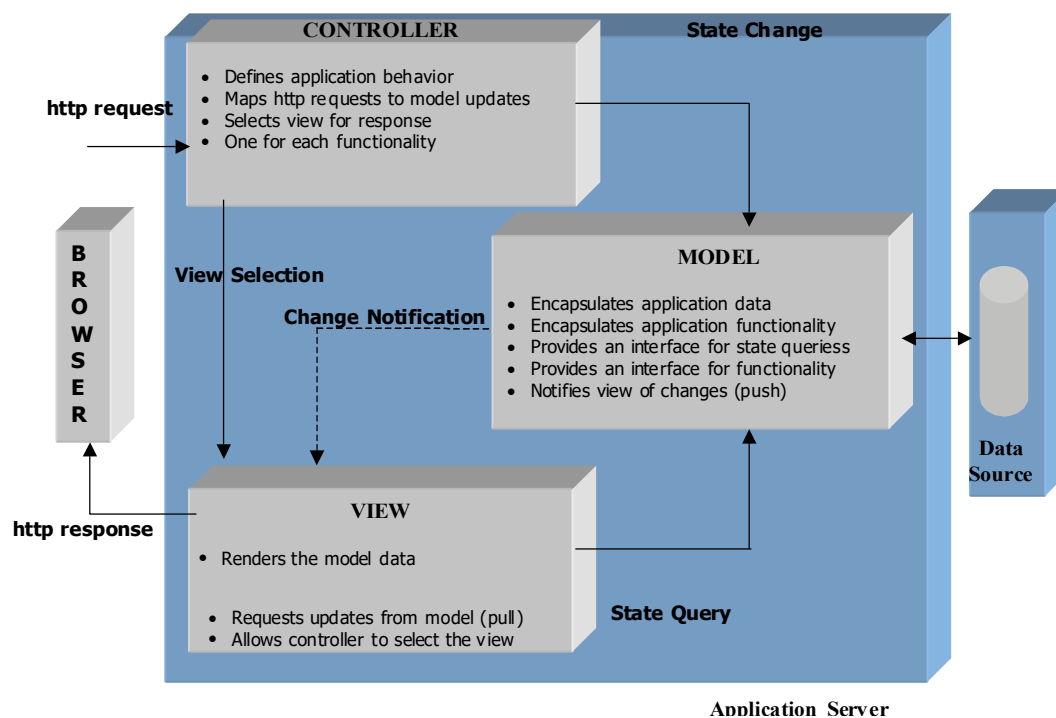 CONTROLLER
• Defines application behavior
• Maps http requests to model updates
• Selects view for response
• One for each functionality
State Change
http request
BROWSER
View Selection
Change Notification
MODEL
• Encapsulates application data
• Encapsulates application functionality
• Provides an interface for state queriess
• Provides an interface for functionality
• Notifies view of changes (push)
Data
Source
http response
VIEW
• Renders the model data
• Requests updates from model (pull)
• Allows controller to select the view
State Query
Application Server